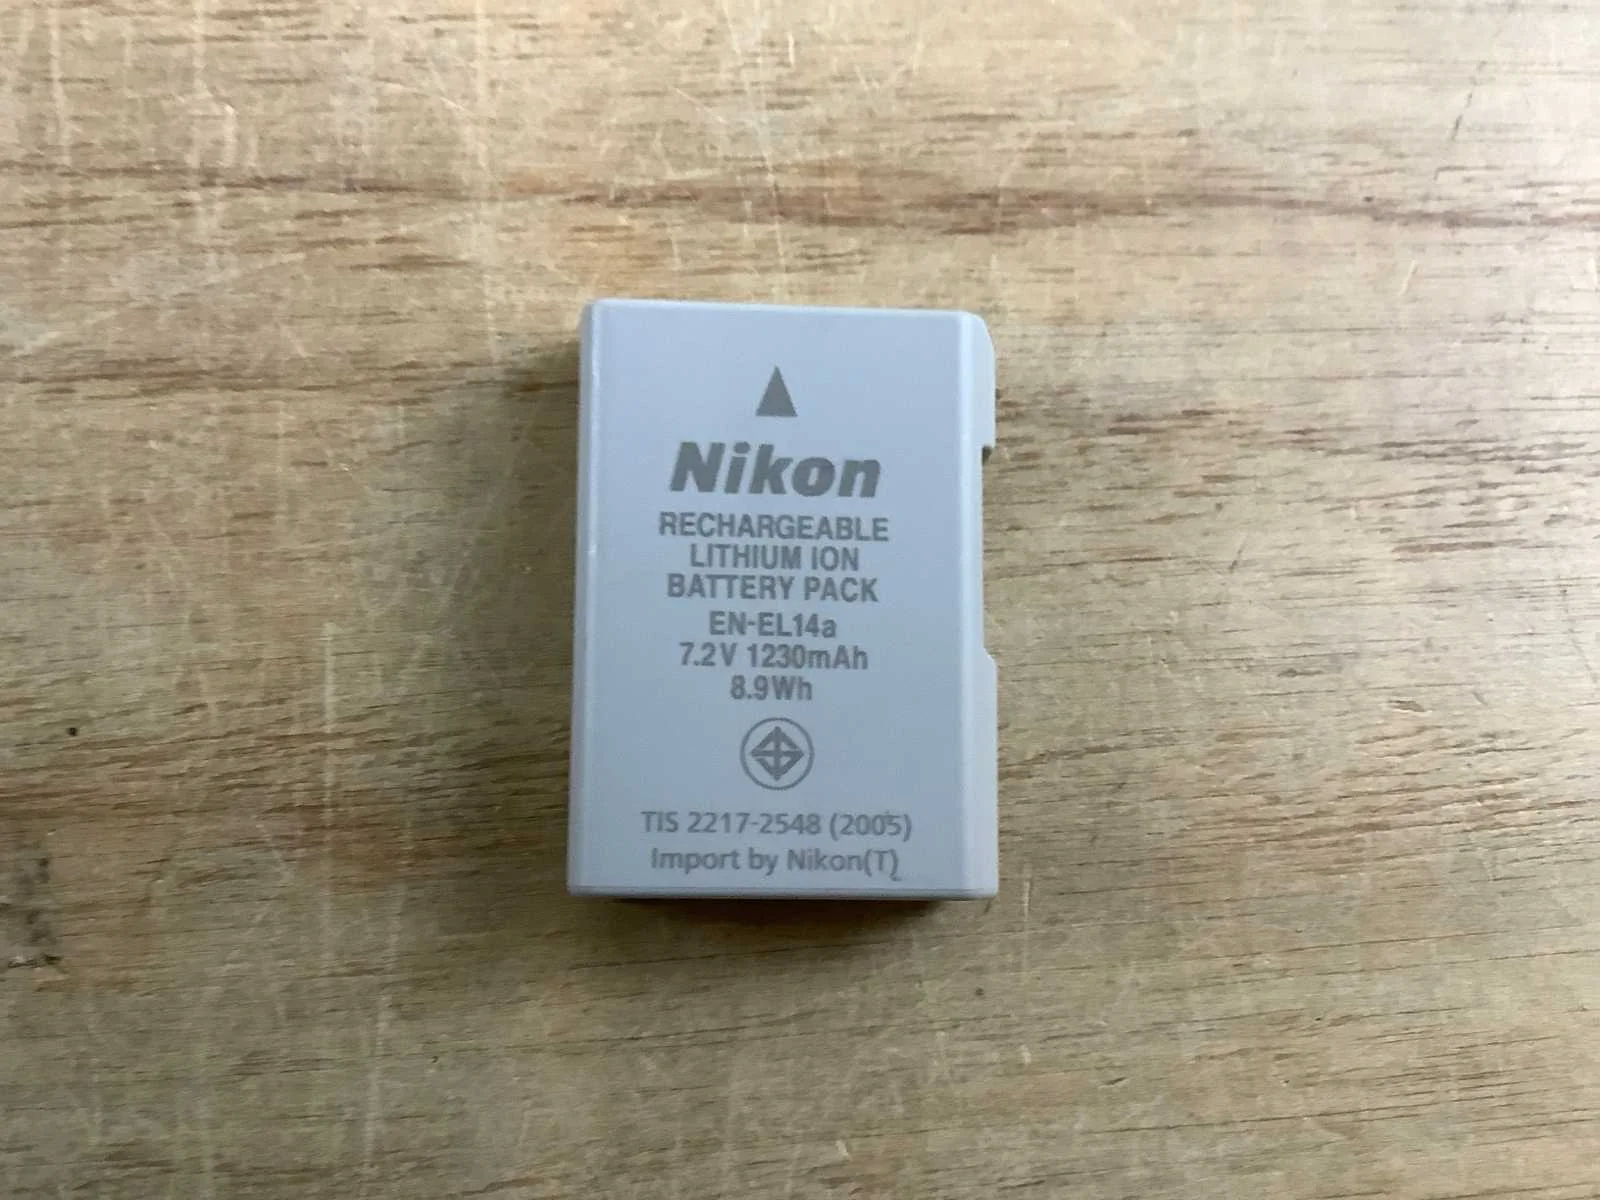 Nikon
RECHARGEABLE
LITHIUM ION
BATTERY PACK
EN-EL14a
7.2V 1230mAh
8.9Wh
TIS 2217-2548 (2005)
Import by Nikon(T)